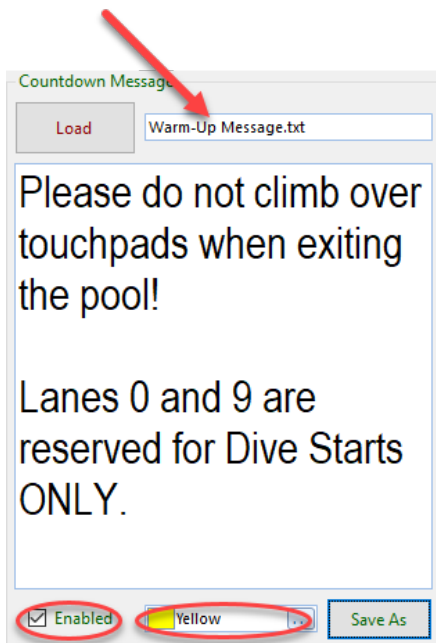 Countdown Message
Load
Warm-Up Message.txt
Please do not climb over
touchpads when exiting
the pool!
Lanes 0 and 9 are
reserved for Dive Starts
ONLY.
Enabled
Yellow
...
Save As